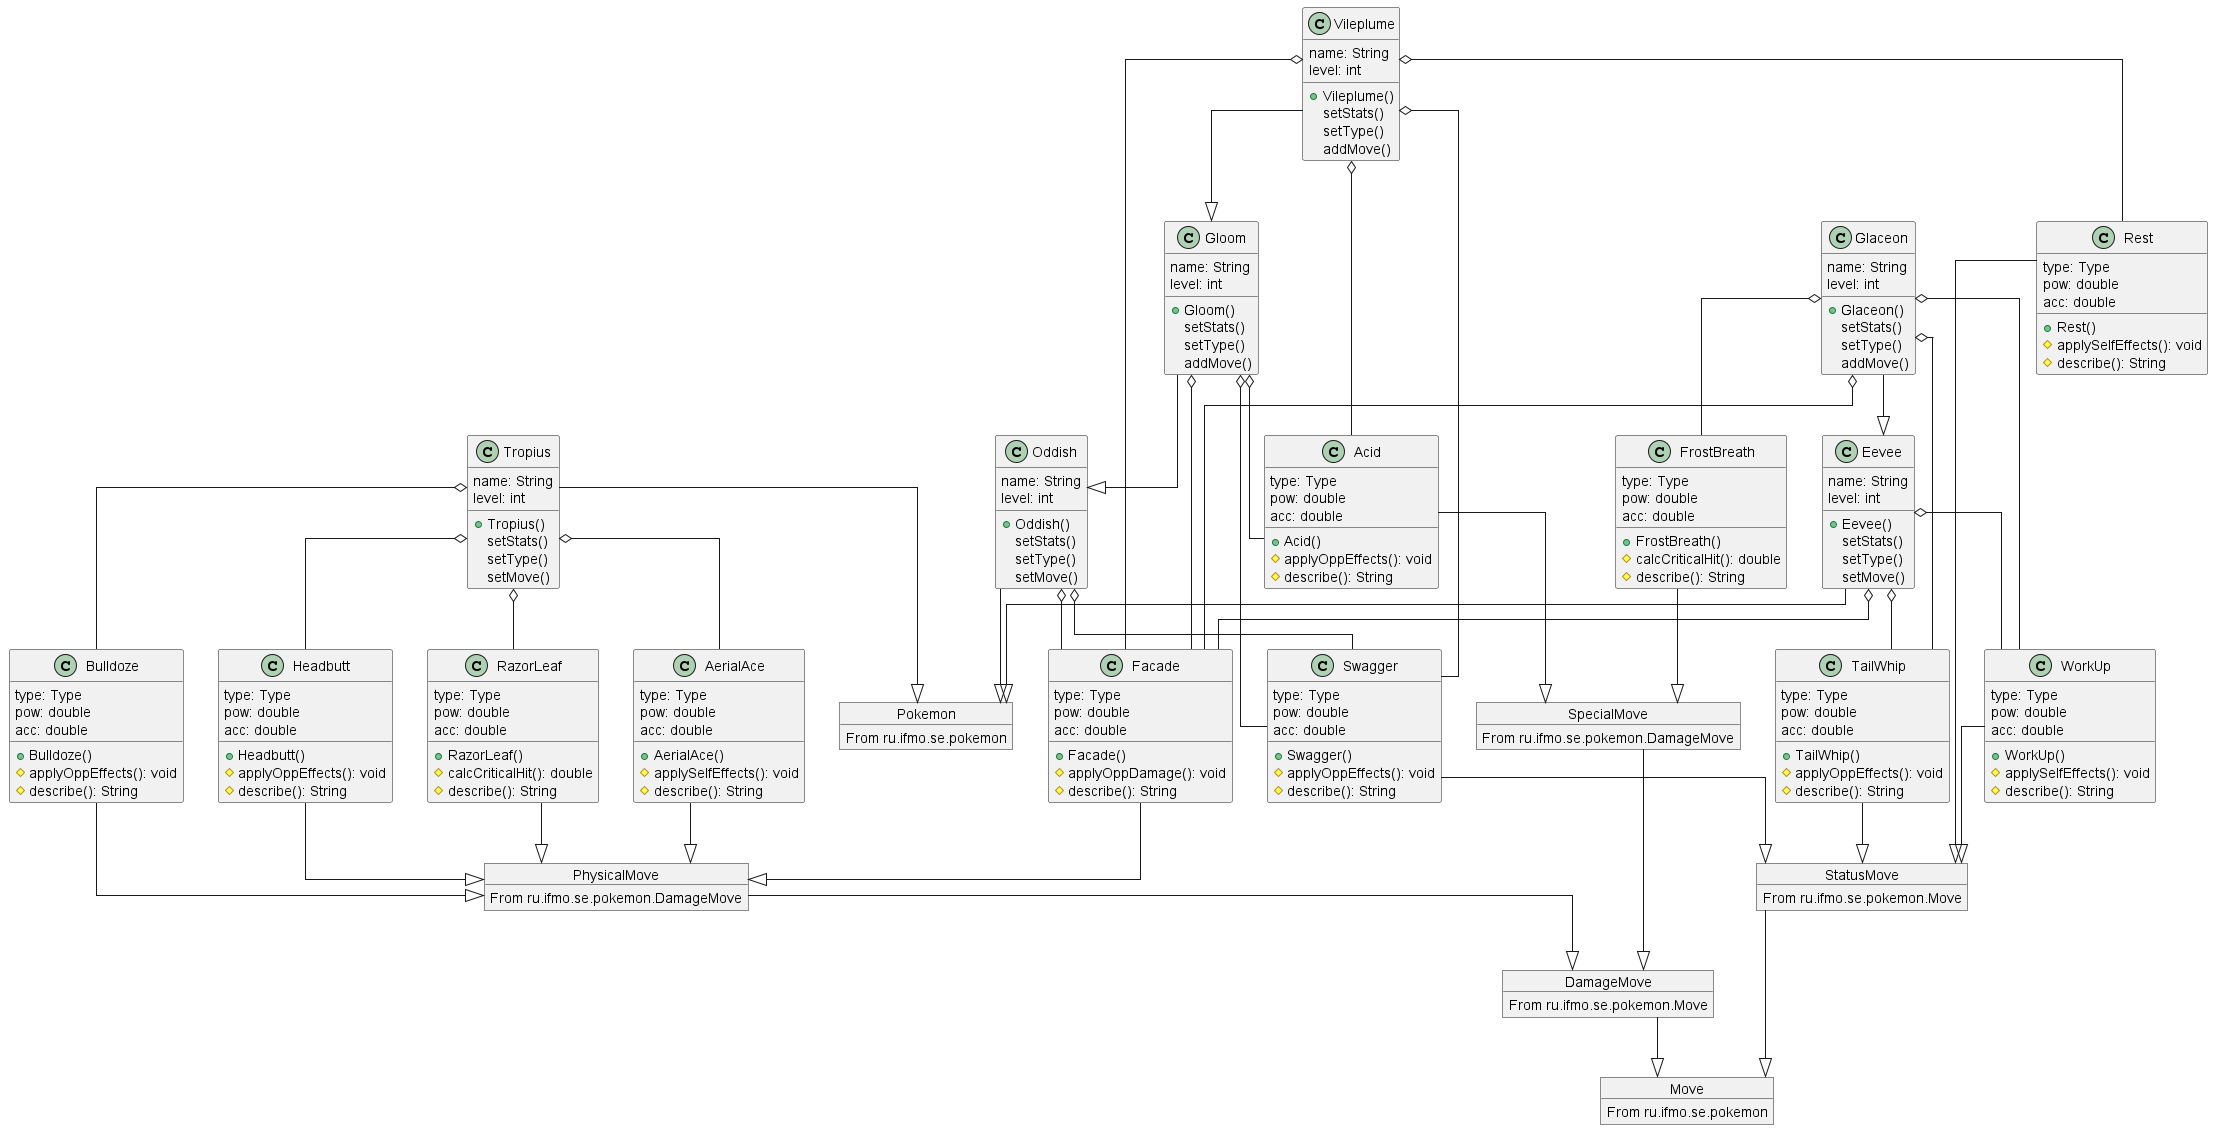 C Vileplume
name: String
level: int
Vileplume()
setStats()
setType()
addMove()
C Gloom
name: String
level: int
Gloom()
setStats()
setType()
addMove()
C Glaceon
name: String
level: int
Glaceon()
setStats()
setType()
addMove()
C Rest
type: Type
pow: double
acc: double
Rest()
applySelfEffects(): void
describe(): String
C Tropius
name: String
level: int
Tropius()
setStats()
setType()
setMove()
C Oddish
name: String
level: int
Oddish()
setStats()
setType()
setMove()
C Acid
type: Type
pow: double
acc: double
Acid()
applyOppEffects(): void
describe(): String
C FrostBreath
type: Type
pow: double
acc: double
FrostBreath()
calcCriticalHit(): double
describe(): String
C Eevee
name: String
level: int
Eevee()
setStats()
setType()
setMove()
C Bulldoze
type: Type
pow: double
acc: double
Bulldoze()
applyOppEffects(): void
describe(): String
C Headbutt
type: Type
pow: double
acc: double
Headbutt()
applyOppEffects(): void
describe(): String
C RazorLeaf
type: Type
pow: double
acc: double
RazorLeaf()
calcCriticalHit(): double
describe(): String
C AerialAce
type: Type
pow: double
acc: double
AerialAce()
applySelfEffects(): void
describe(): String
Pokemon
From ru.ifmo.se.pokemon
C Facade
type: Type
pow: double
acc: double
Facade()
applyOppDamage(): void
describe(): String
C Swagger
type: Type
pow: double
acc: double
Swagger()
applyOppEffects(): void
describe(): String
SpecialMove
From ru.ifmo.se.pokemon.DamageMove
C TailWhip
type: Type
pow: double
acc: double
TailWhip()
applyOppEffects(): void
describe(): String
C WorkUp
type: Type
pow: double
acc: double
WorkUp()
applySelfEffects(): void
describe(): String
PhysicalMove
From ru.ifmo.se.pokemon.DamageMove
StatusMove
From ru.ifmo.se.pokemon.Move
DamageMove
From ru.ifmo.se.pokemon.Move
Move
From ru.ifmo.se.pokemon